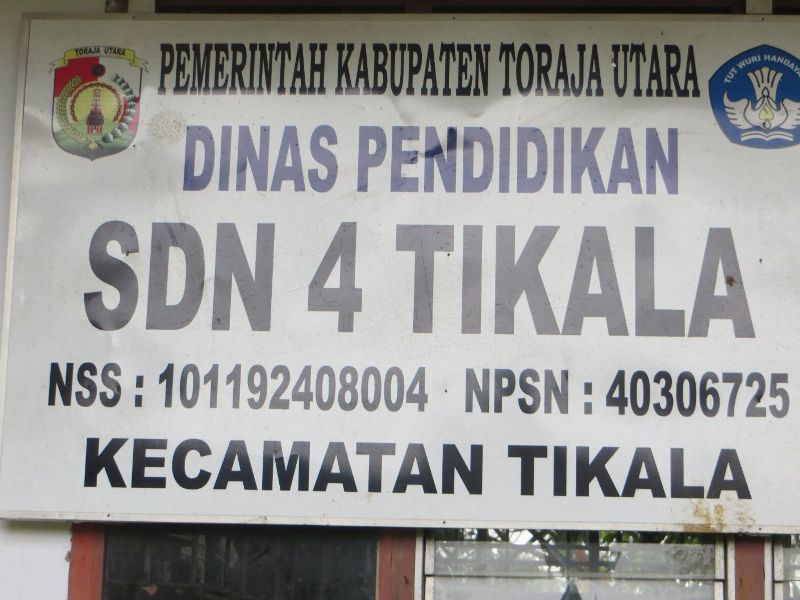 TORAJA UTARA
PEMERINTAH KABUPATEN TORAJA UTARA
TUT WURI HANDAYA
DINAS PENDIDIKAN
SDN 4 TIKALA
NSS : 101192408004 NPSN : 40306725
KECAMATAN TIKALA